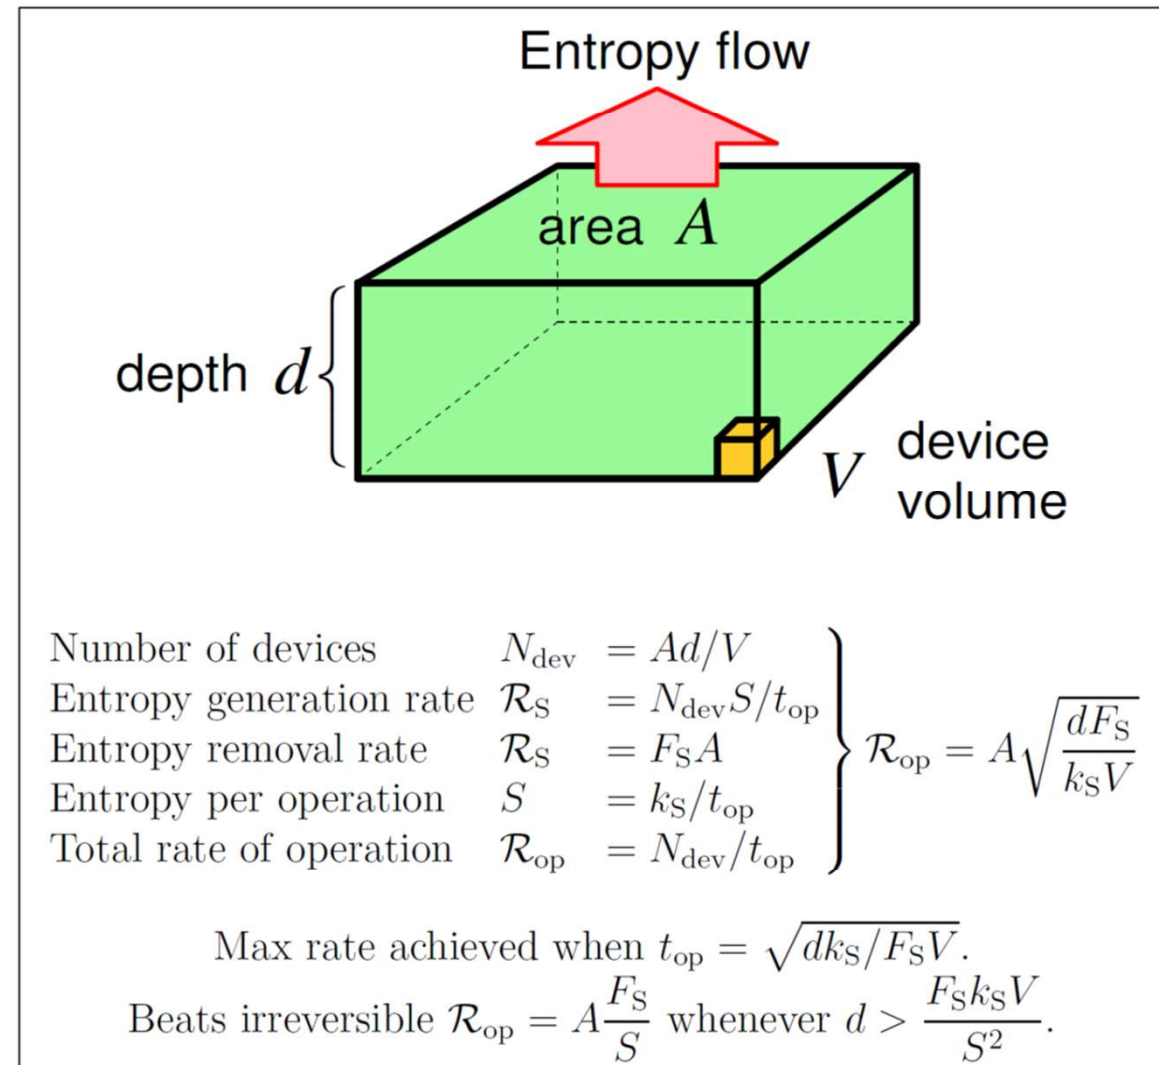 Entropy flow
area A
depth d
device
V
volume
Number of devices N_dev = Ad/V
Entropy generation rate ℛ_S = N_dev S/t_op
Entropy removal rate ℛ_S = F_S A
Entropy per operation S = k_S/t_op
Total rate of operation ℛ_op = N_dev/t_op
ℛ_op = A√(dF_S/(k_S V))
Max rate achieved when t_op = √(dk_S/F_S V).
Beats irreversible ℛ_op = A F_S/S whenever d > F_S k_S V/S².